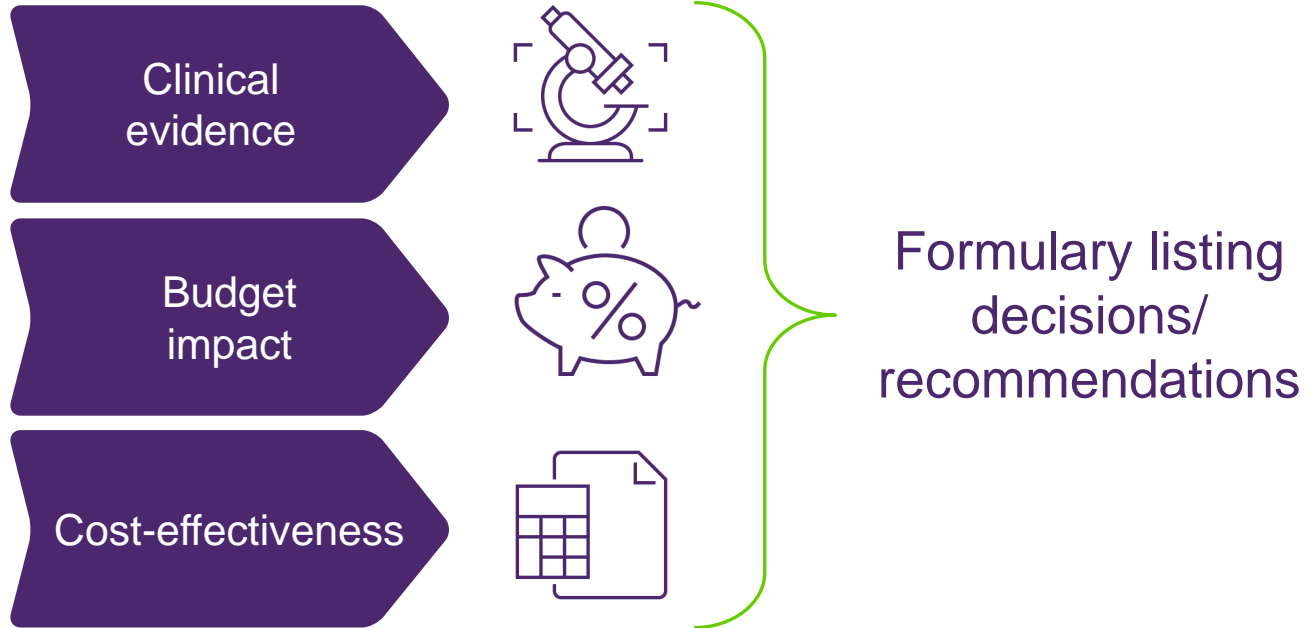 Clinical
evidence
Budget
impact
Cost-effectiveness
Formulary listing
decisions/
recommendations